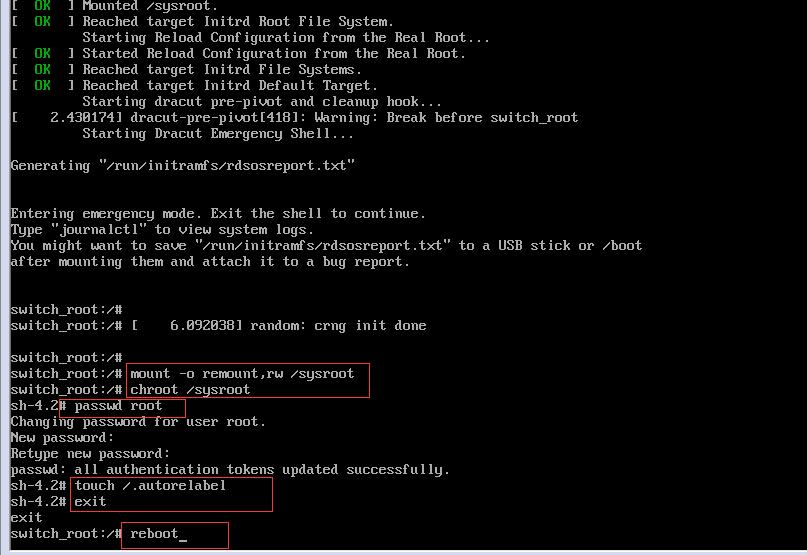 [  OK  ] Mounted /sysroot.
[  OK  ] Reached target Initrd Root File System.
Starting Reload Configuration from the Real Root...
[  OK  ] Started Reload Configuration from the Real Root.
[  OK  ] Reached target Initrd File Systems.
[  OK  ] Reached target Initrd Default Target.
Starting dracut pre-pivot and cleanup hook...
[    2.430174] dracut-pre-pivot[418]: Warning: Break before switch_root
Starting Dracut Emergency Shell...
Generating "/run/initramfs/rdsosreport.txt"
Entering emergency mode. Exit the shell to continue.
Type "journalctl" to view system logs.
You might want to save "/run/initramfs/rdsosreport.txt" to a USB stick or /boot
after mounting them and attach it to a bug report.
switch_root:/#
switch_root:/# [    6.092038] random: crng init done
switch_root:/#
switch_root:/# mount -o remount,rw /sysroot
switch_root:/# chroot /sysroot
sh-4.2# passwd root
Changing password for user root.
New password:
Retype new password:
passwd: all authentication tokens updated successfully.
sh-4.2# touch /.autorelabel
sh-4.2# exit
exit
switch_root:/# reboot_